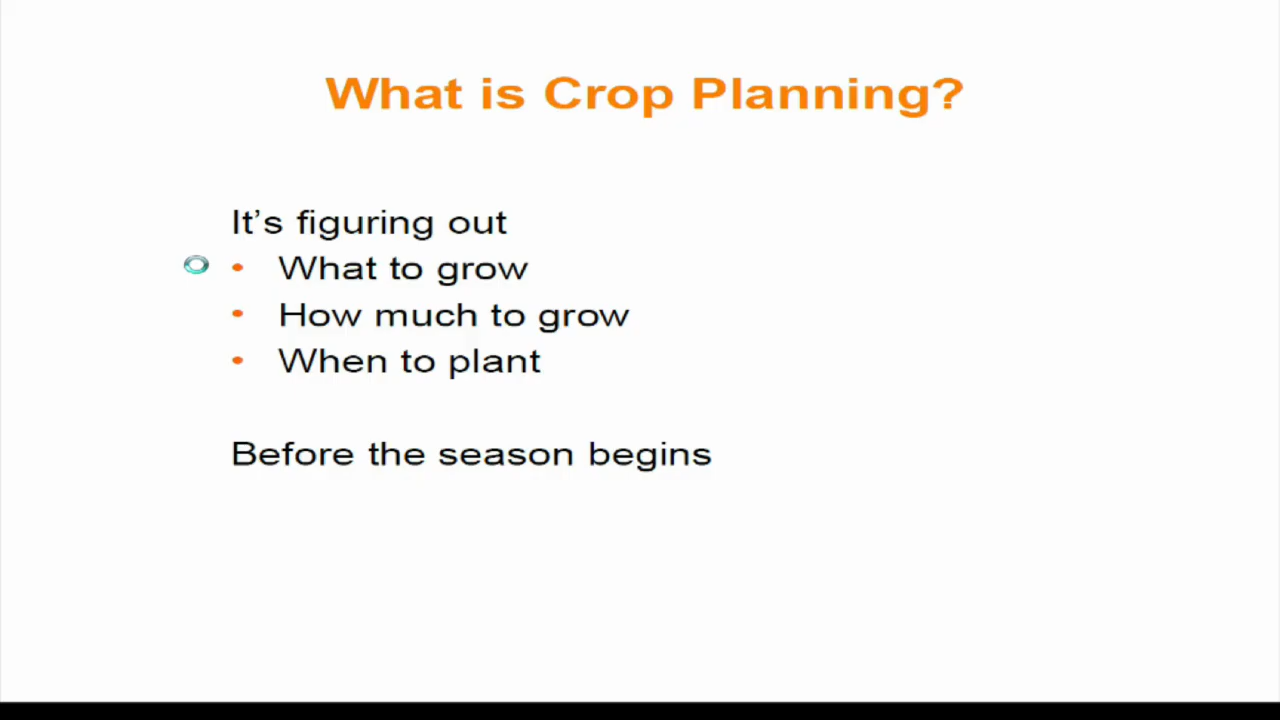 What is Crop Planning?
It’s figuring out
• What to grow
• How much to grow
• When to plant
Before the season begins